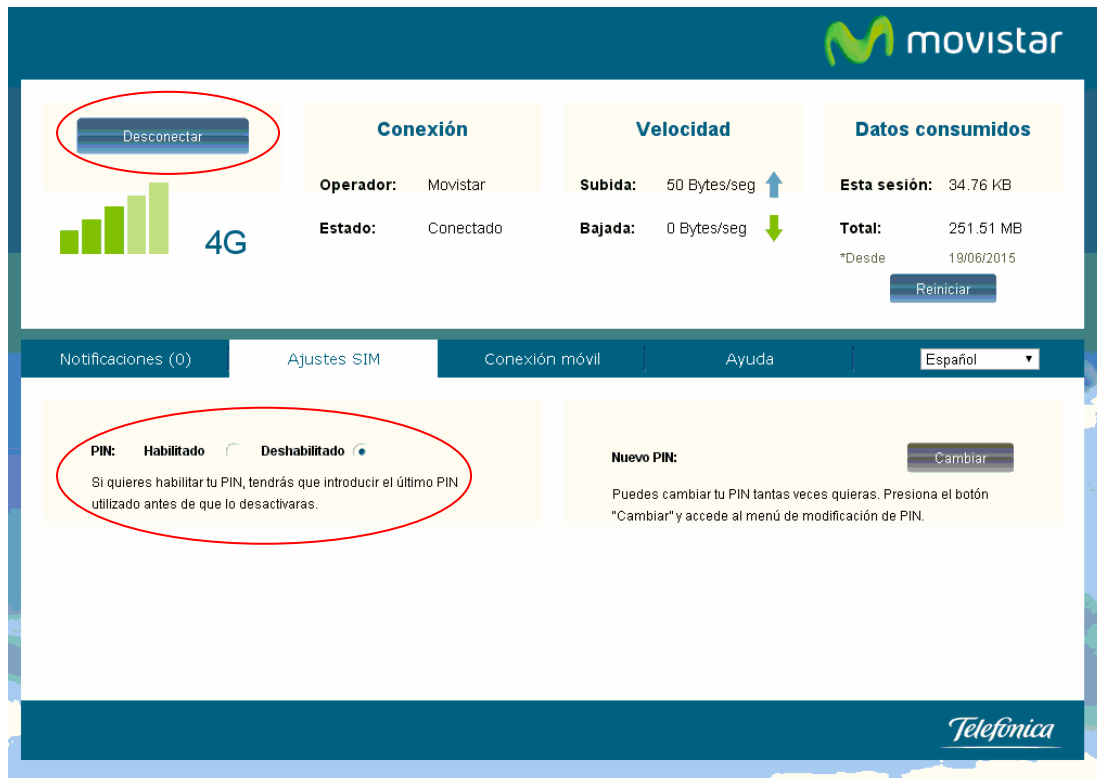 movistar
Desconectar
4G
Conexión
Operador: Movistar
Estado: Conectado
Velocidad
Subida: 50 Bytes/seg
Bajada: 0 Bytes/seg
Datos consumidos
Esta sesión: 34.76 KB
Total: 251.51 MB
*Desde 19/06/2015
Reiniciar
Notificaciones (0) Ajustes SIM Conexión móvil Ayuda Español
PIN: Habilitado Deshabilitado
Si quieres habilitar tu PIN, tendrás que introducir el último PIN
utilizado antes de que lo desactivaras.
Nuevo PIN: Cambiar
Puedes cambiar tu PIN tantas veces quieras. Presiona el botón
"Cambiar" y accede al menú de modificación de PIN.
Telefónica